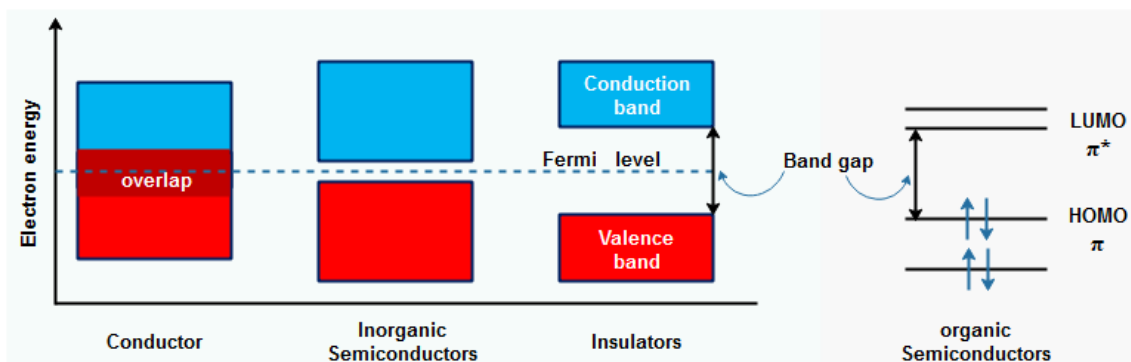 Electron energy
overlap
Conduction
band
Fermi level
Valence
band
Band gap
LUMO
π*
HOMO
π
Conductor
Inorganic
Semiconductors
Insulators
organic
Semiconductors